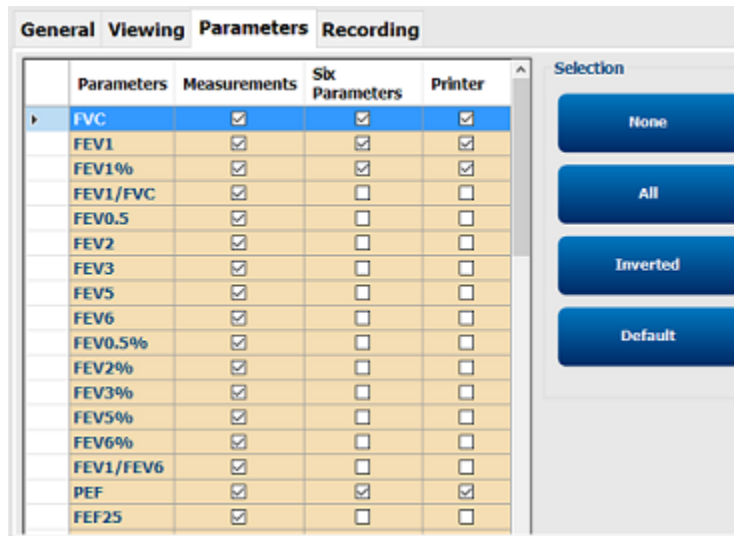 General Viewing Parameters Recording
Parameters Measurements Six Parameters Printer
FVC
FEV1
FEV1%
FEV1/FVC
FEV0.5
FEV2
FEV3
FEV5
FEV6
FEV0.5%
FEV2%
FEV3%
FEV5%
FEV6%
FEV1/FEV6
PEF
FEF25
Selection
None
All
Inverted
Default